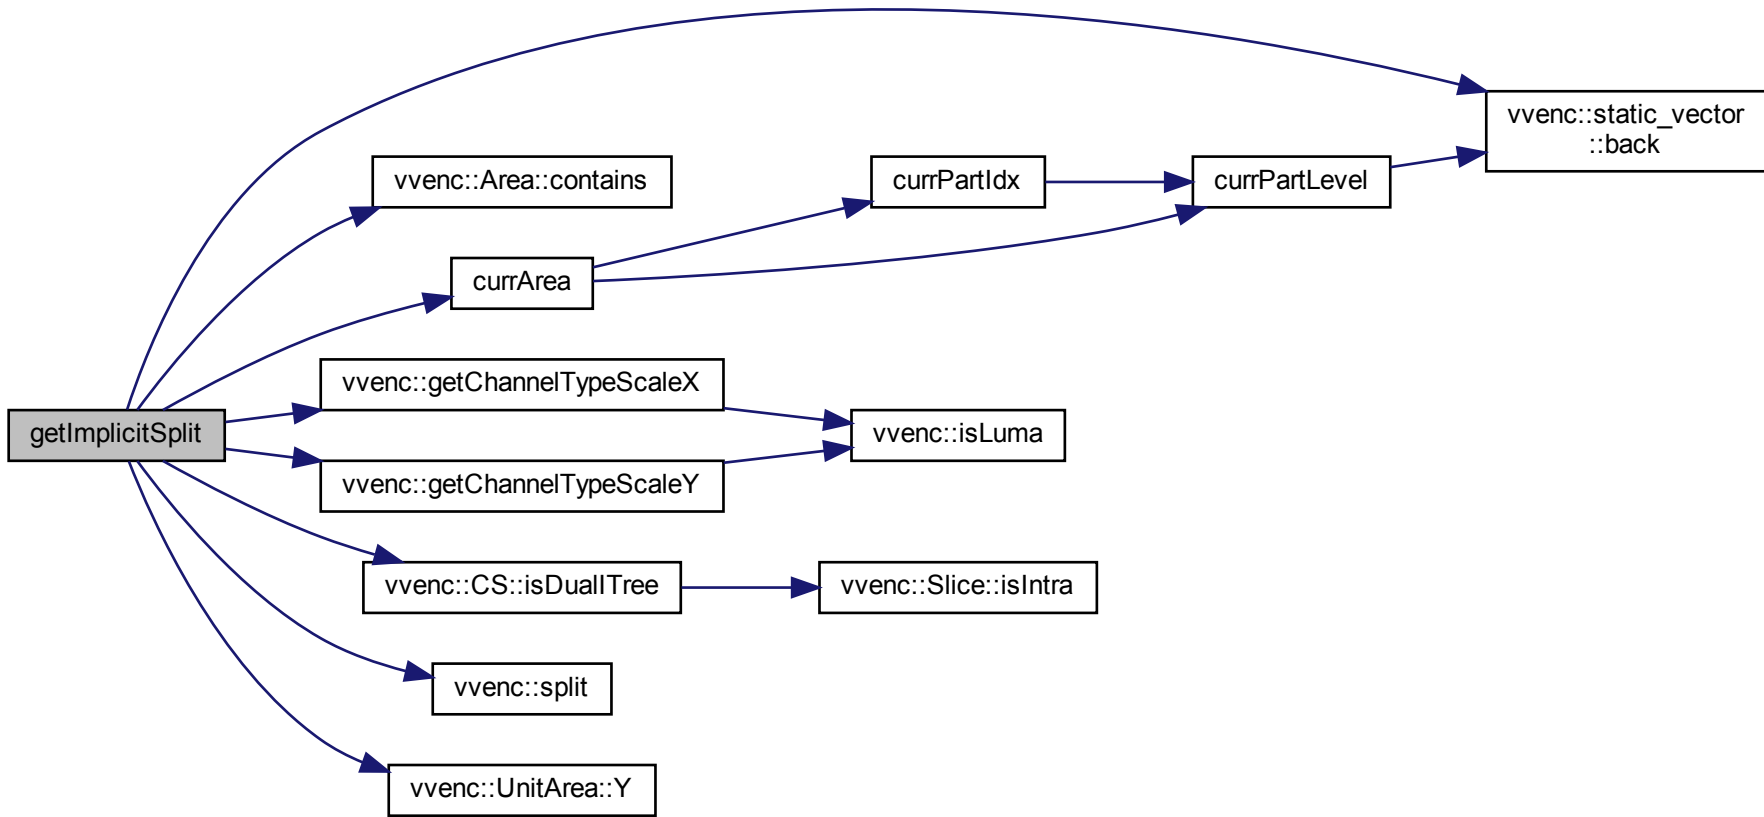 vvenc::static_vector
::back
vvenc::Area::contains
currPartIdx
currPartLevel
currArea
vvenc::getChannelTypeScaleX
getImplicitSplit
vvenc::isLuma
vvenc::getChannelTypeScaleY
vvenc::CS::isDualITree
vvenc::Slice::isIntra
vvenc::split
vvenc::UnitArea::Y